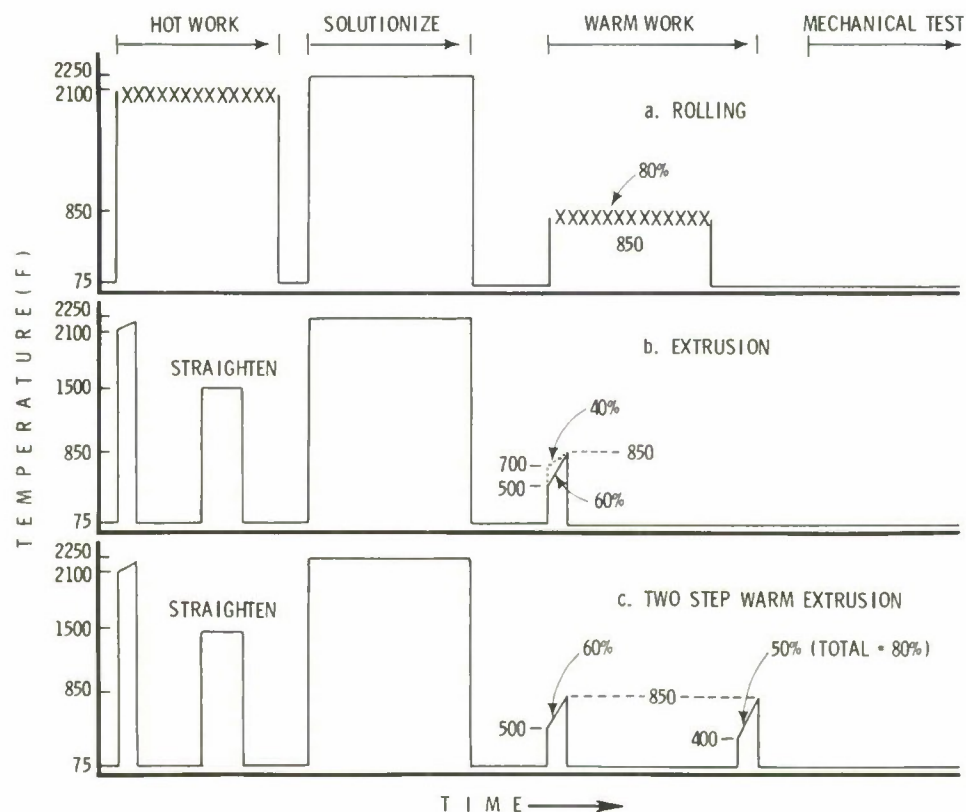 HOT WORK SOLUTIONIZE WARM WORK MECHANICAL TEST
TEMPERATURE(F)
2250
2100
XXXXXXXXXXXXXX
a. ROLLING
80%
850
XXXXXXXXXXXXX
850
75
2250
2100
b. EXTRUSION
STRAIGHTEN
1500
40%
850
850
700
500
60%
75
2250
2100
c. TWO STEP WARM EXTRUSION
STRAIGHTEN
1500
60%
50% (TOTAL = 80%)
850
850
500
400
75
TIME